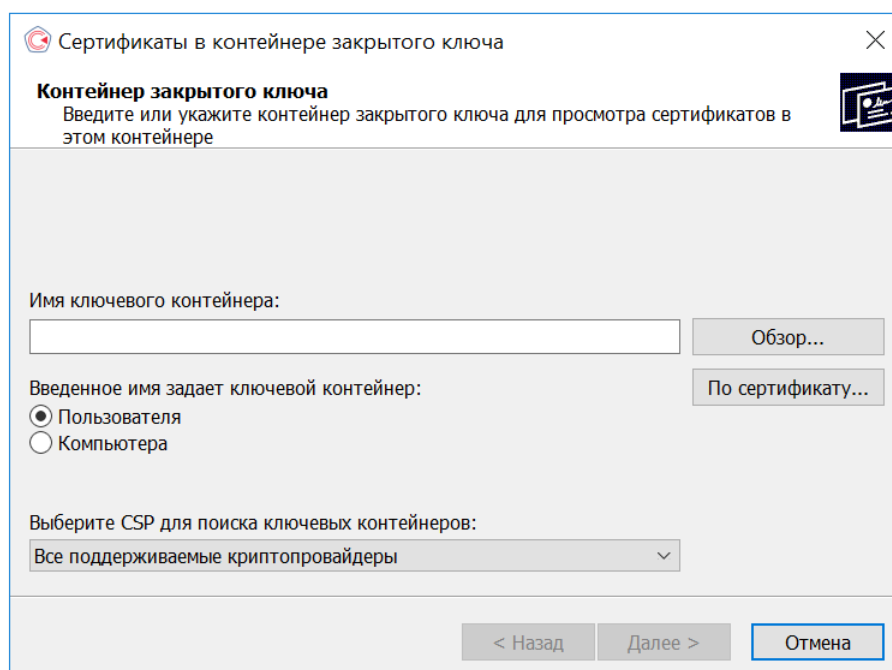 Сертификаты в контейнере закрытого ключа
Контейнер закрытого ключа
Введите или укажите контейнер закрытого ключа для просмотра сертификатов в
этом контейнере
Имя ключевого контейнера:
Обзор...
Введенное имя задает ключевой контейнер:
По сертификату...
Пользователя
Компьютера
Выберите CSP для поиска ключевых контейнеров:
Все поддерживаемые криптопровайдеры
< Назад
Далее >
Отмена